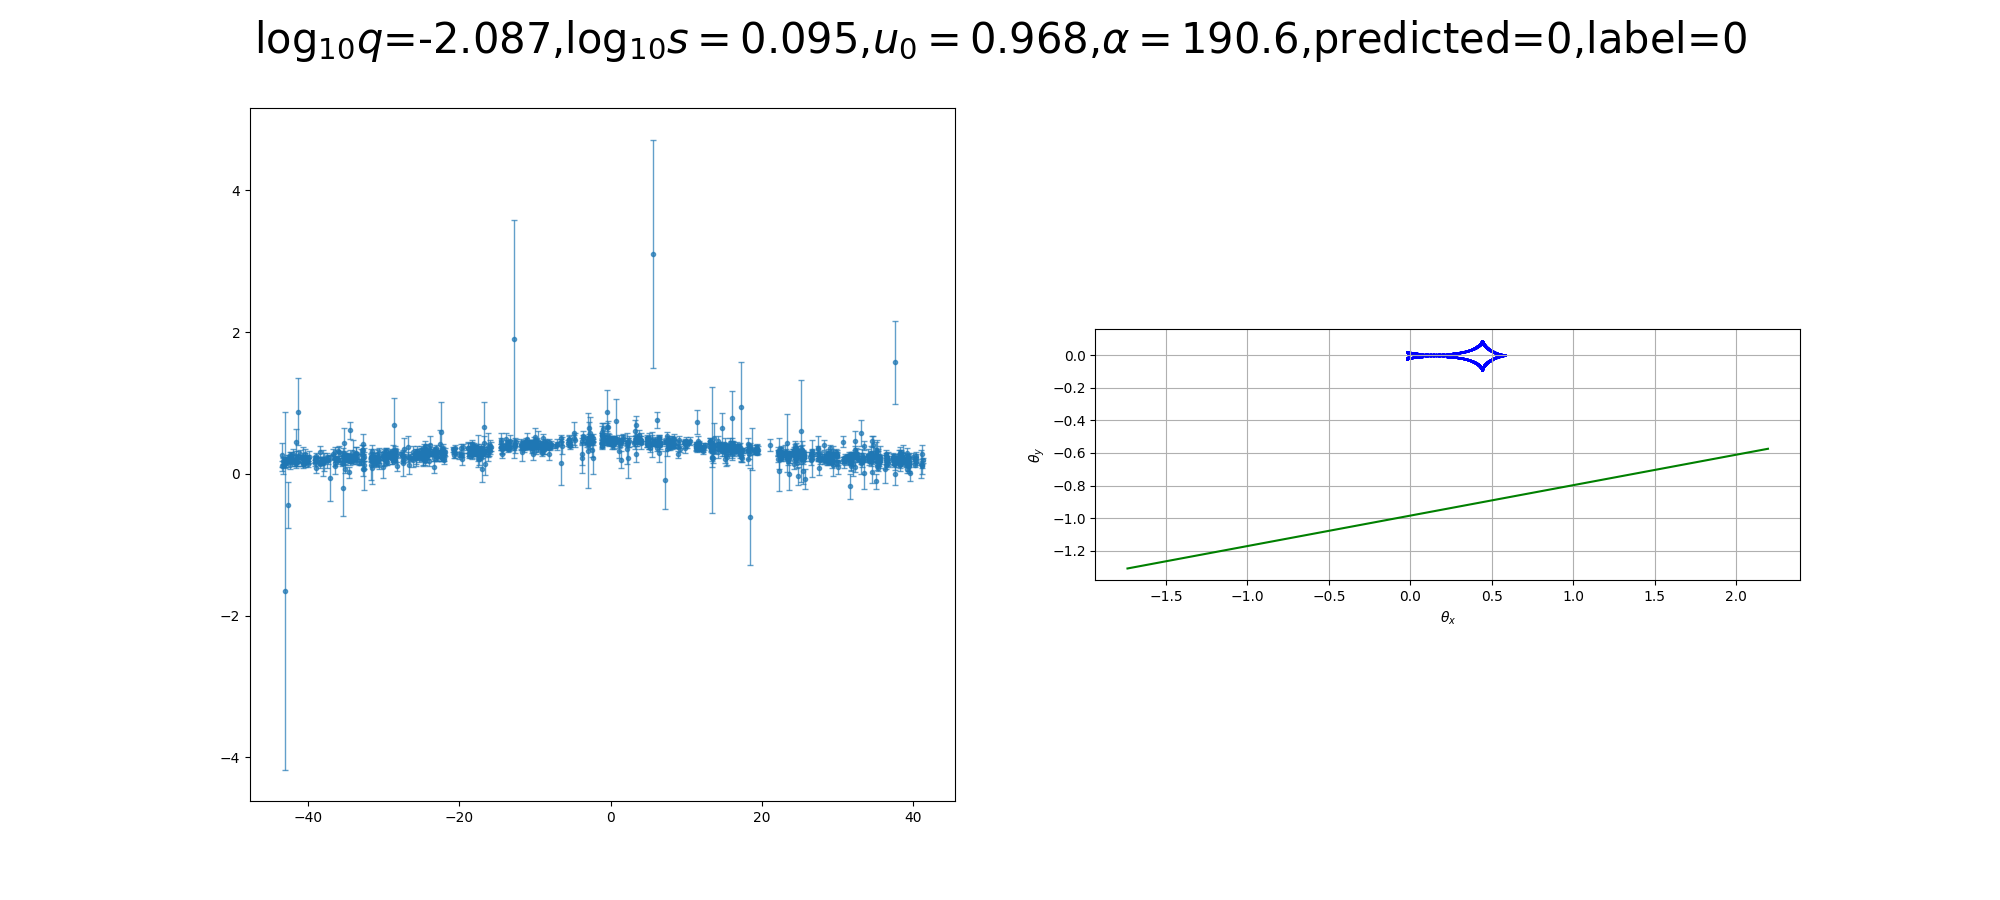 log₁₀q=-2.087,log₁₀s = 0.095,u₀ = 0.968,α = 190.6,predicted=0,label=0
4
2
0
−2
−4
−40 −20 0 20 40
0.0
−0.2
−0.4
−0.6
−0.8
−1.0
−1.2
θy
−1.5 −1.0 −0.5 0.0 0.5 1.0 1.5 2.0
θx